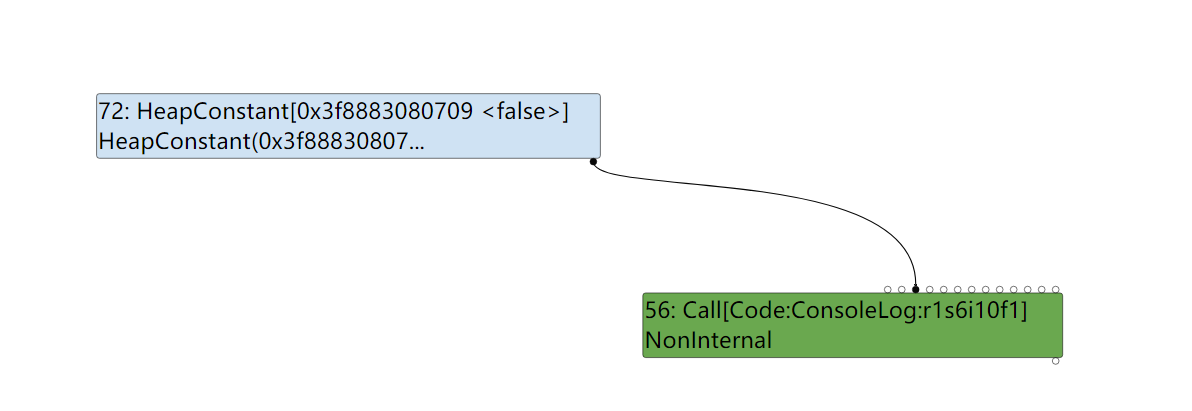 72: HeapConstant[0x3f8883080709 <false>]
HeapConstant(0x3f88830807...
56: Call[Code:ConsoleLog:r1s6i10f1]
NonInternal